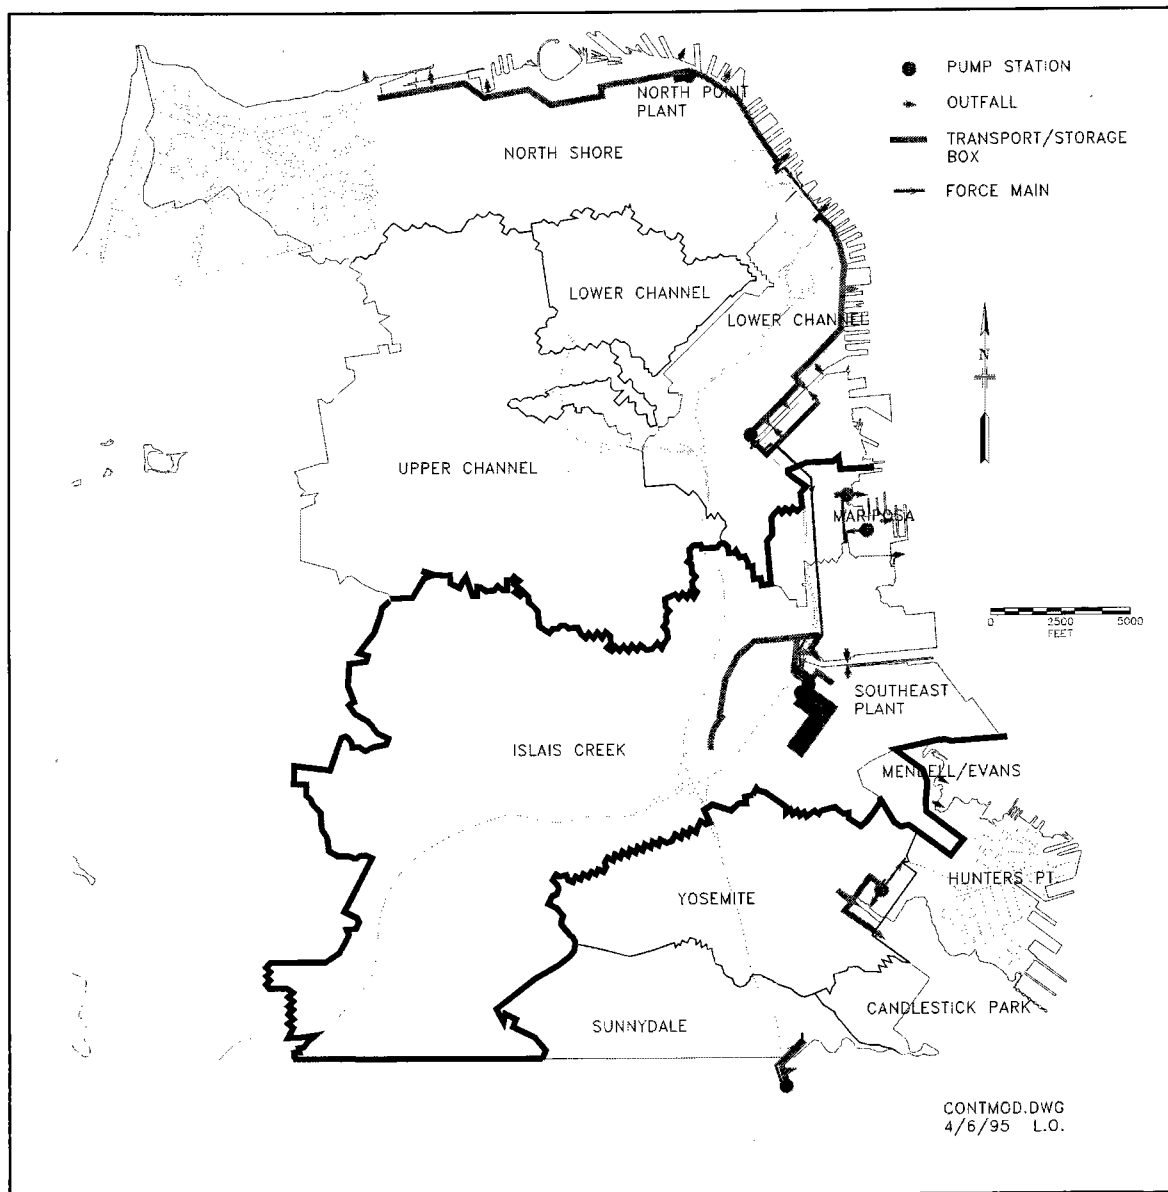 PUMP STATION
OUTFALL
TRANSPORT/STORAGE
BOX
FORCE MAIN
NORTH POINT
PLANT
NORTH SHORE
LOWER CHANNEL
LOWER CHANNEL
N
UPPER CHANNEL
MARIPOSA
0 2500 5000
FEET
SOUTHEAST
PLANT
ISLAIS CREEK
MENDELL/EVANS
HUNTERS PT
YOSEMITE
CANDLESTICK PARK
SUNNYDALE
CONTMOD.DWG
4/6/95 L.O.